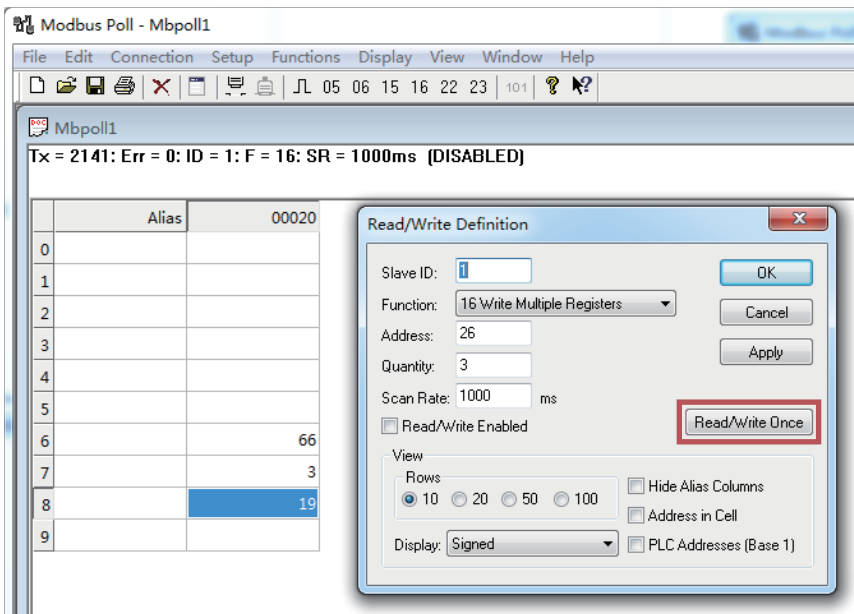 Modbus Poll - Mbpoll1
File Edit Connection Setup Functions Display View Window Help
05 06 15 16 22 23 101
Mbpoll1
Tx = 2141: Err = 0: ID = 1: F = 16: SR = 1000ms (DISABLED)
Alias 00020
0
1
2
3
4
5
6 66
7 3
8 19
9
Read/Write Definition
Slave ID: 1
OK
Function: 16 Write Multiple Registers
Cancel
Address: 26
Apply
Quantity: 3
Scan Rate: 1000 ms
Read/Write Enabled
Read/Write Once
View
Rows
10 20 50 100
Hide Alias Columns
Address in Cell
Display: Signed
PLC Addresses (Base 1)